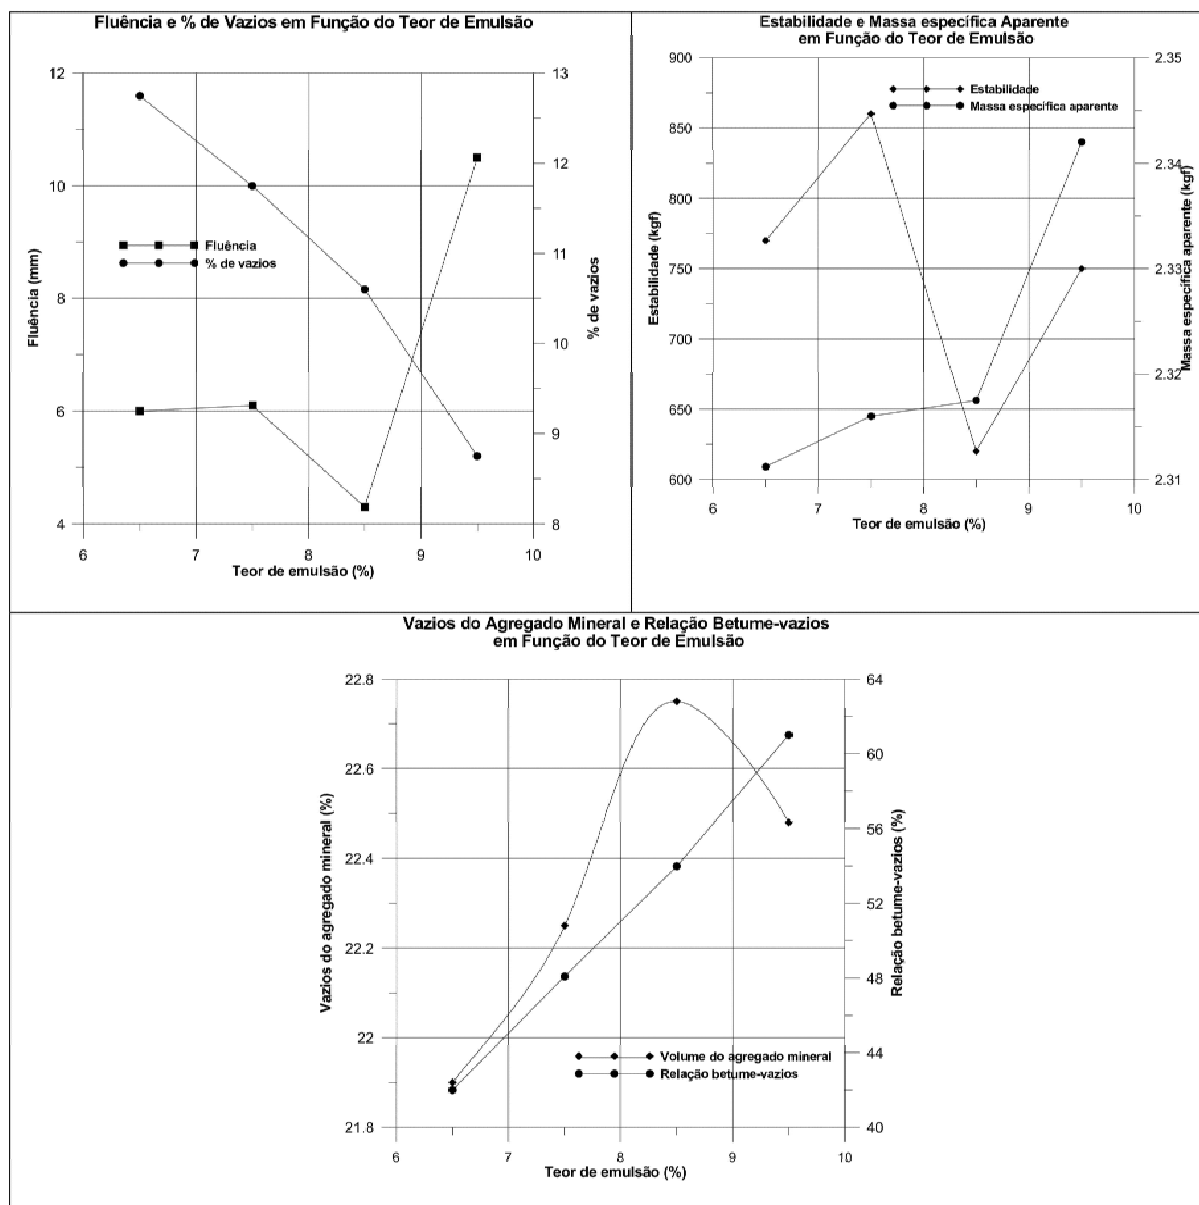 Fluência e % de Vazios em Função do Teor de Emulsão
12
10
8
6
4
13
12
11
10
9
8
Fluência (mm)
% de vazios
Fluência
% de vazios
6 7 8 9 10
Teor de emulsão (%)
Estabilidade e Massa específica Aparente
em Função do Teor de Emulsão
900
850
800
750
700
650
600
2.35
2.34
2.33
2.32
2.31
Estabilidade (kgf)
Massa específica aparente (kgf)
Estabilidade
Massa específica aparente
6 7 8 9 10
Teor de emulsão (%)
Vazios do Agregado Mineral e Relação Betume-vazios
em Função do Teor de Emulsão
22.8
22.6
22.4
22.2
22
21.8
64
60
56
52
48
44
40
Vazios do agregado mineral (%)
Relação betume-vazios (%)
Volume do agregado mineral
Relação betume-vazios
6 7 8 9 10
Teor de emulsão (%)